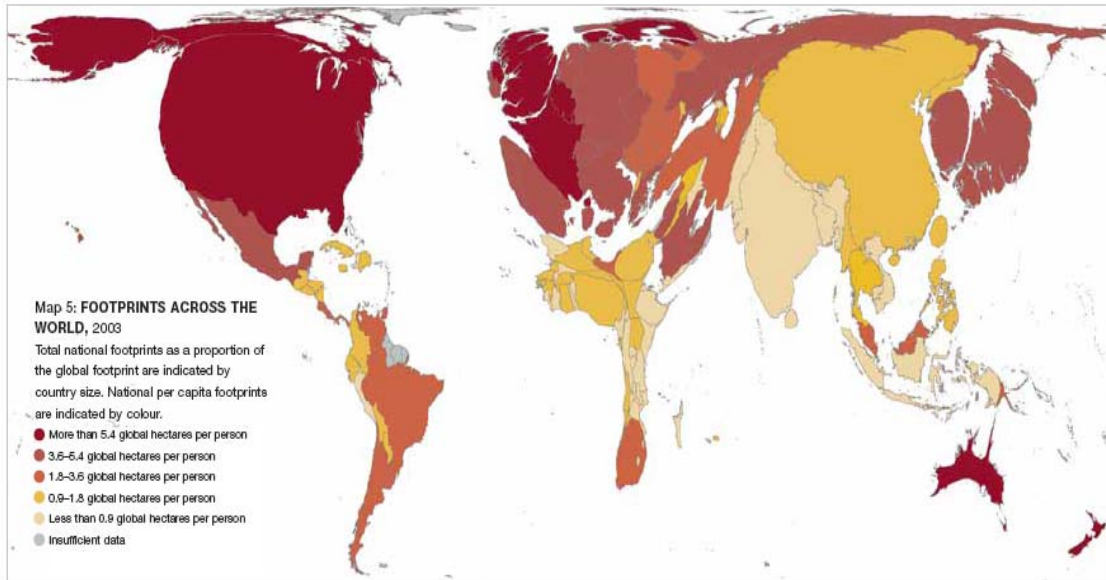 Map 5: FOOTPRINTS ACROSS THE
WORLD, 2003
Total national footprints as a proportion of
the global footprint are indicated by
country size. National per capita footprints
are indicated by colour.
More than 5.4 global hectares per person
3.6–5.4 global hectares per person
1.8–3.6 global hectares per person
0.9–1.8 global hectares per person
Less than 0.9 global hectares per person
Insufficient data